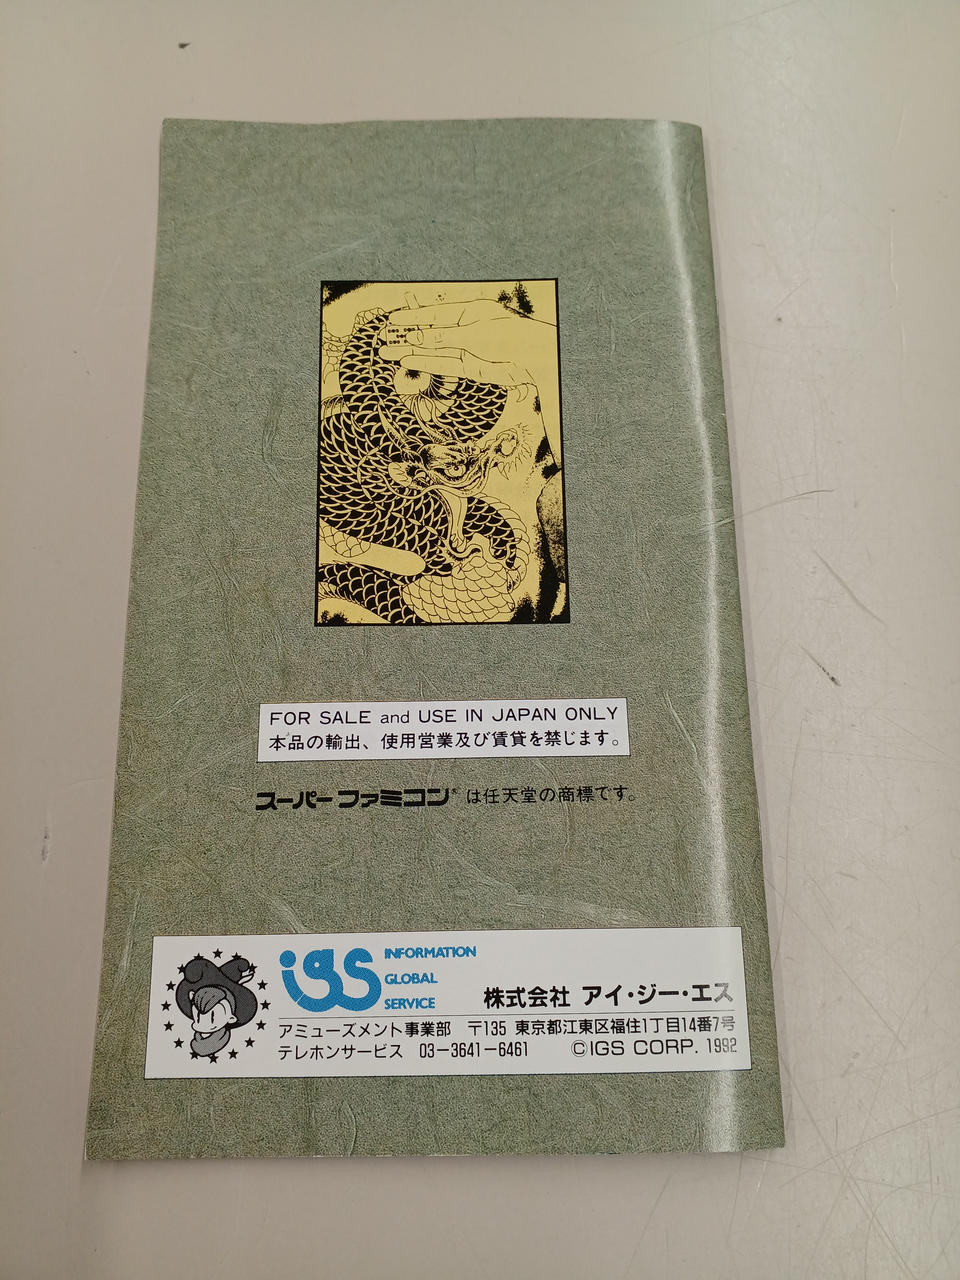 FOR SALE and USE IN JAPAN ONLY
本品の輸出、使用営業及び賃貸を禁じます。
スーパーファミコン® は任天堂の商標です。
igs INFORMATION
GLOBAL
SERVICE
株式会社 アイ・ジー・エス
アミューズメント事業部 〒135 東京都江東区福住1丁目14番7号
テレホンサービス 03-3641-6461 ©IGS CORP. 1992